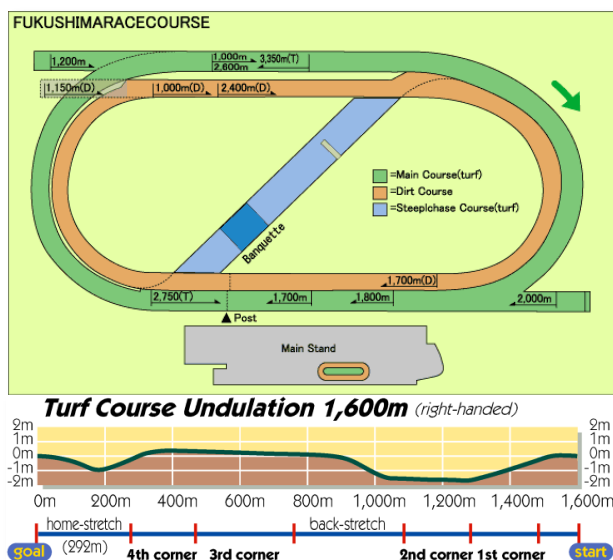 FUKUSHIMARACECOURSE
1,200m
1,000m 3,350m(T)
2,600m
1,150m(D) 1,000m(D) 2,400m(D)
=Main Course(turf)
=Dirt Course
=Steeplchase Course(turf)
Banquette
1,700m(D)
2,750(T) 1,700m 1,800m 2,000m
▲Post
Main Stand
Turf Course Undulation 1,600m (right-handed)
2m 2m
1m 1m
0m 0m
-1m -1m
-2m -2m
0m 200m 400m 600m 800m 1,000m 1,200m 1,400m 1,600m
home-stretch back-stretch
goal (292m) 4th corner 3rd corner 2nd corner 1st corner start